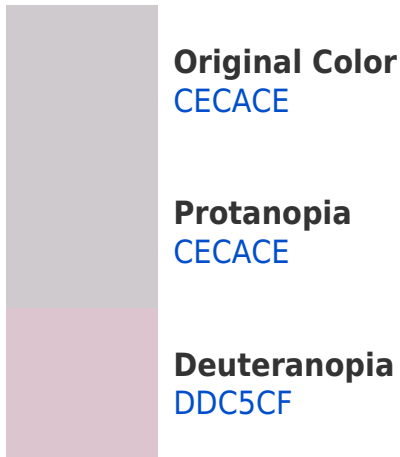 Original Color
CECACE
Protanopia
CECACE
Deuteranopia
DDC5CF